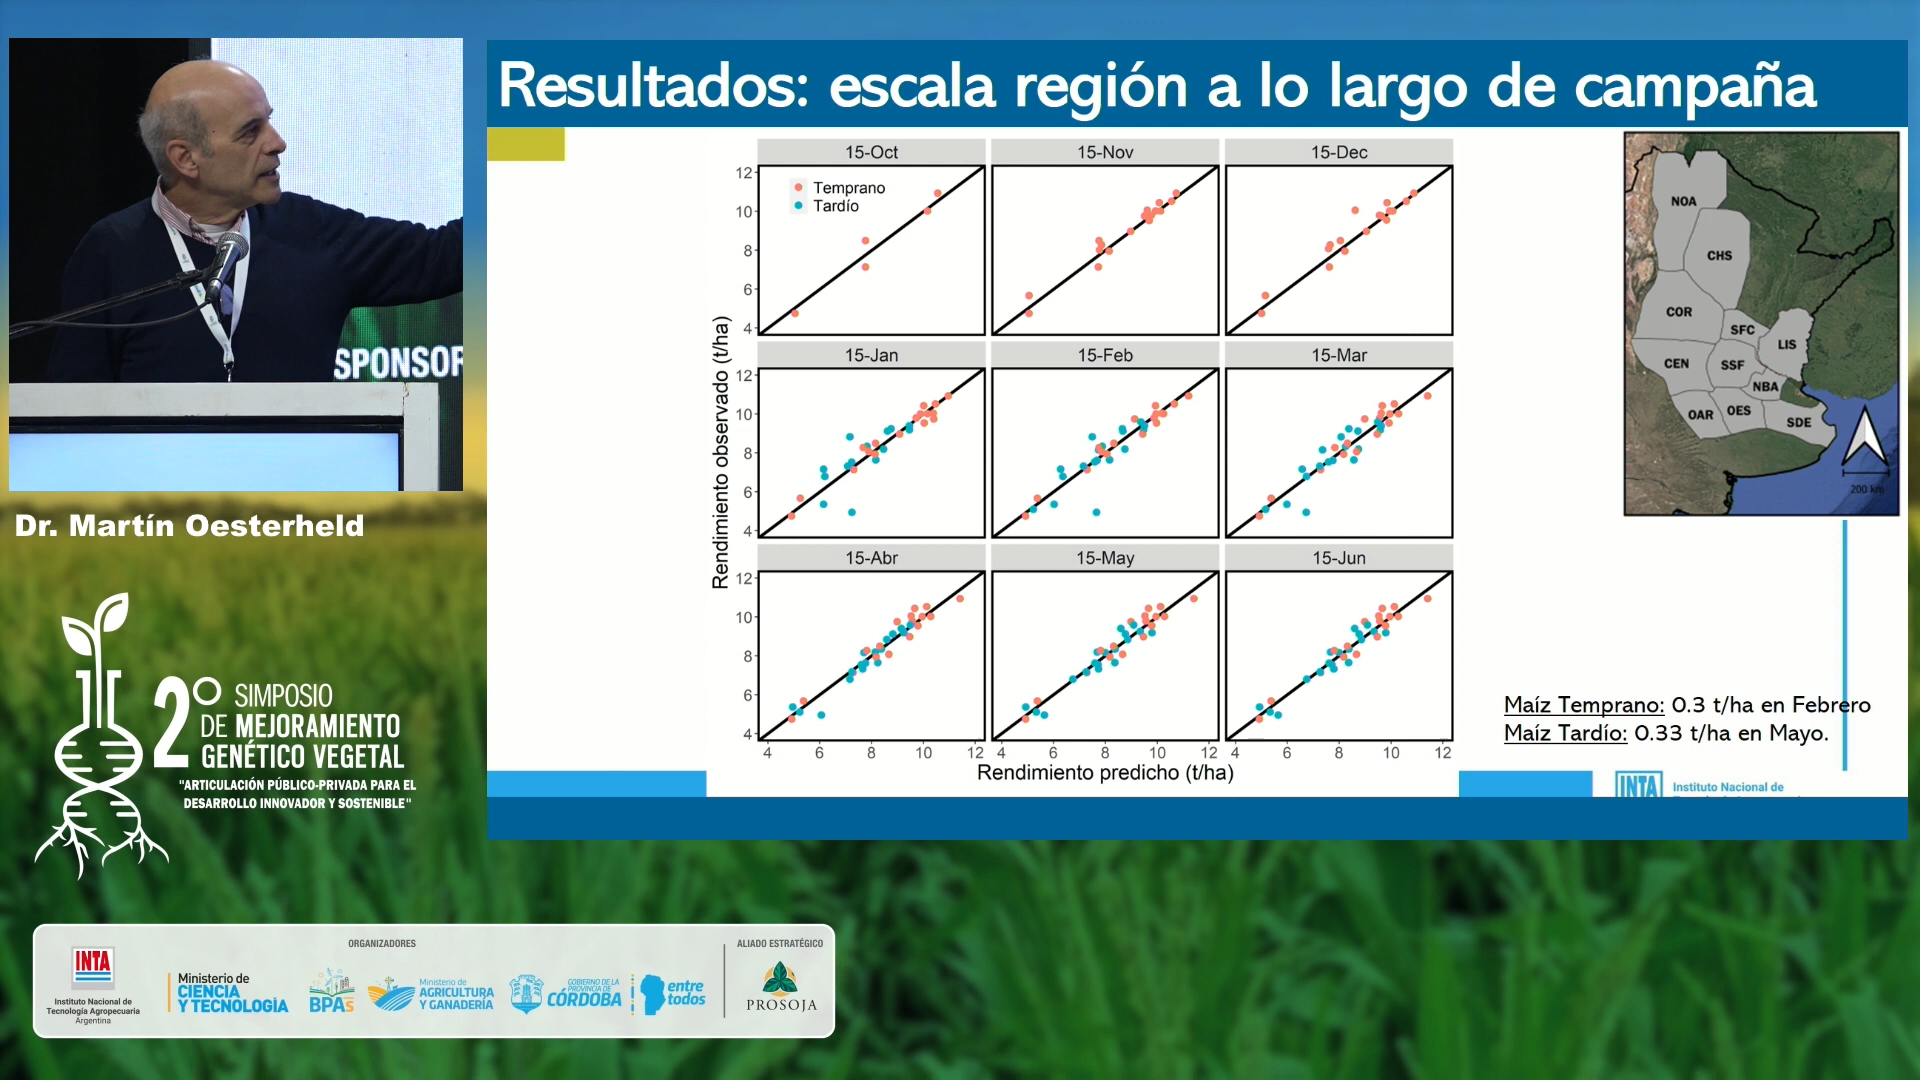 Resultados: escala región a lo largo de campaña
15-Oct
15-Nov
15-Dec
Temprano
Tardío
12
10
8
6
4
15-Jan
15-Feb
15-Mar
12
10
8
6
4
15-Abr
15-May
15-Jun
12
10
8
6
4
4 6 8 10 12
4 6 8 10 12
4 6 8 10 12
Rendimiento observado (t/ha)
Rendimiento predicho (t/ha)
NOA
CHS
COR
SFC
LIS
CEN
SSF
NBA
OAR
OES
SDE
200 km
Maíz Temprano: 0.3 t/ha en Febrero
Maíz Tardío: 0.33 t/ha en Mayo.
INTA
Instituto Nacional de
SPONSOR
Dr. Martín Oesterheld
2° SIMPOSIO
DE MEJORAMIENTO
GENÉTICO VEGETAL
"ARTICULACIÓN PÚBLICO-PRIVADA PARA EL
DESARROLLO INNOVADOR Y SOSTENIBLE"
ORGANIZADORES
ALIADO ESTRATÉGICO
INTA
Instituto Nacional de
Tecnología Agropecuaria
Argentina
Ministerio de
CIENCIA
Y TECNOLOGÍA
BPAs
Ministerio de
AGRICULTURA
Y GANADERÍA
GOBIERNO DE LA
PROVINCIA DE
CÓRDOBA
entre
todos
PROSOJA